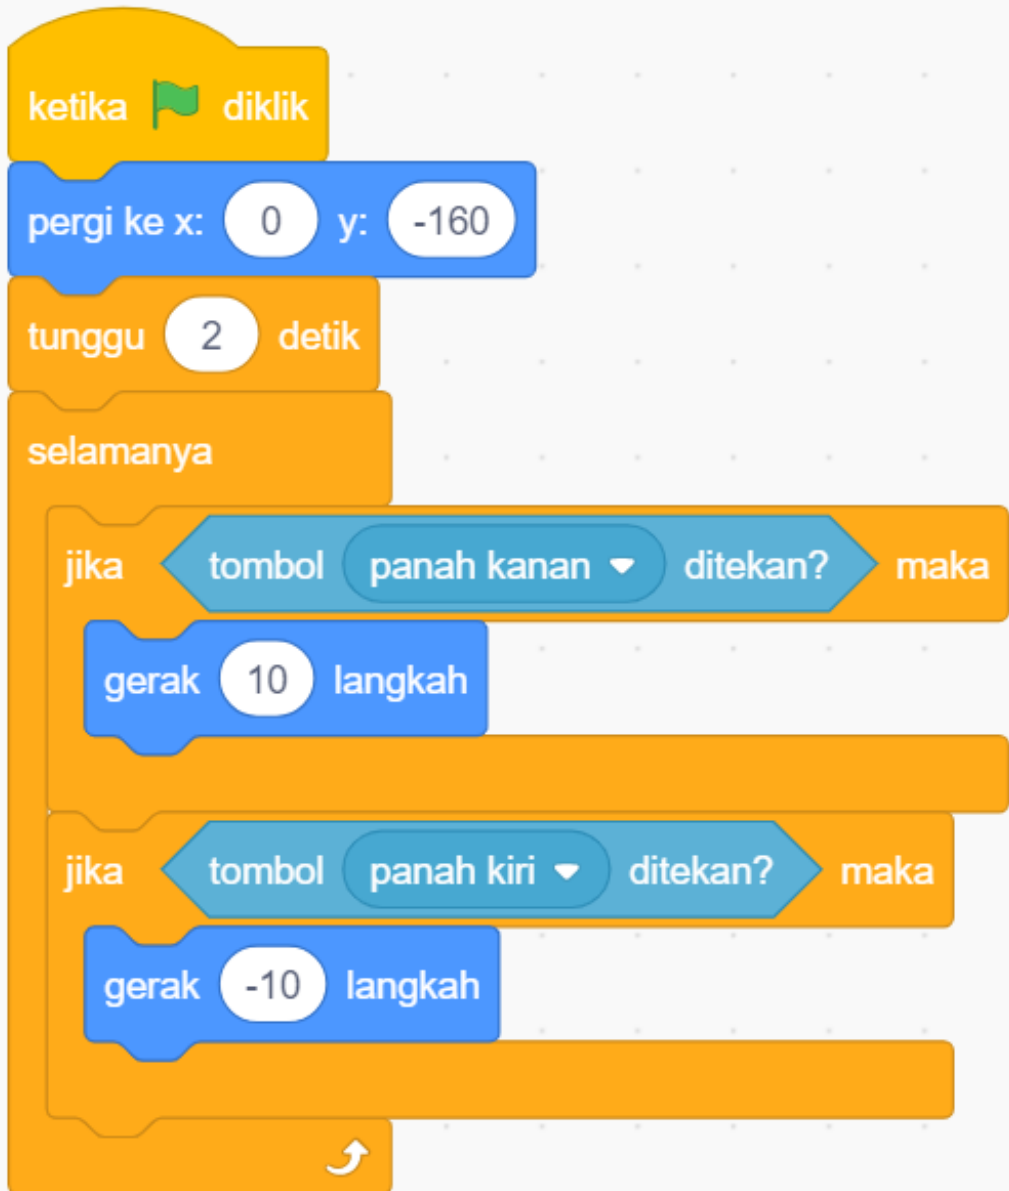 ketika diklik
pergi ke x: 0 y: -160
tunggu 2 detik
selamanya
jika tombol panah kanan ditekan? maka
gerak 10 langkah
jika tombol panah kiri ditekan? maka
gerak -10 langkah